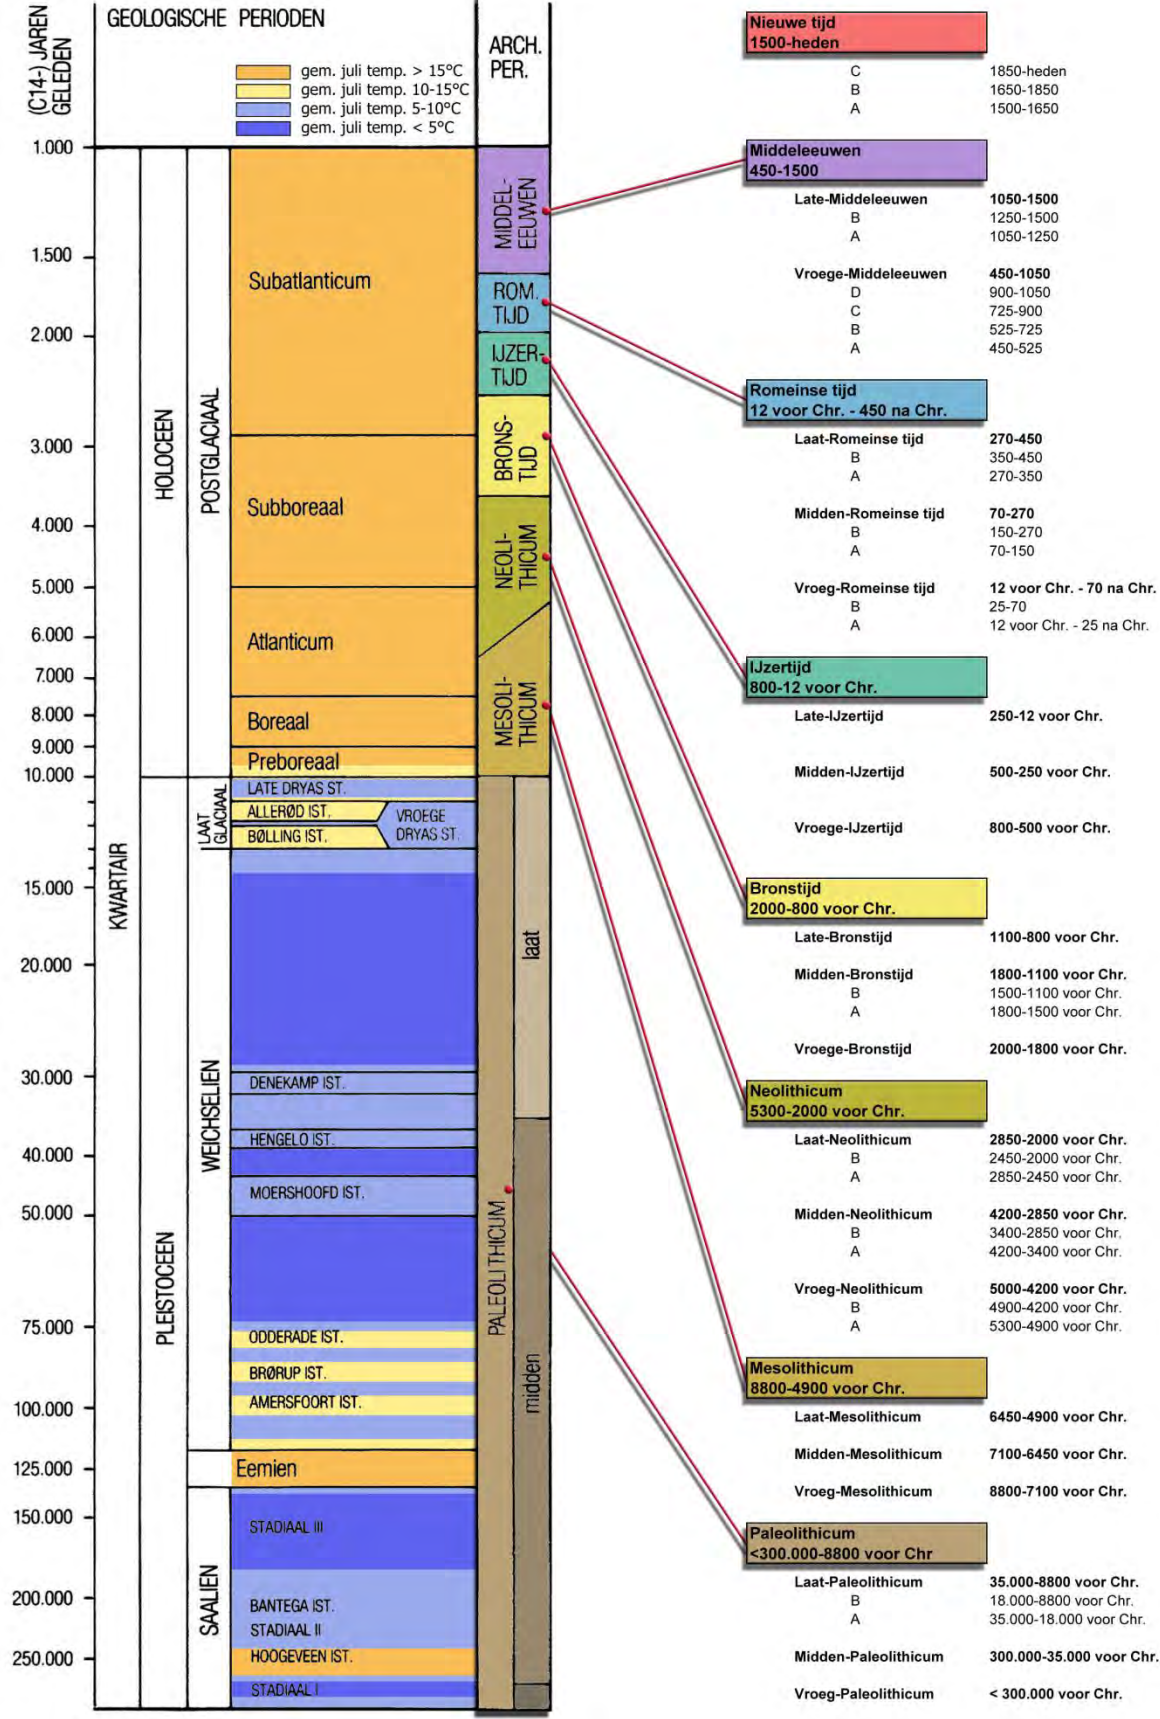 (C14-) JAREN
GELEDEN
GEOLOGISCHE PERIODEN
gem. juli temp. > 15°C
gem. juli temp. 10-15°C
gem. juli temp. 5-10°C
gem. juli temp. < 5°C
ARCH.
PER.
1.000
1.500
2.000
3.000
4.000
5.000
6.000
7.000
8.000
9.000
10.000
15.000
20.000
30.000
40.000
50.000
75.000
100.000
125.000
150.000
200.000
250.000
KWARTAIR
HOLOCEEN
PLEISTOCEEN
POSTGLACIAAL
LAAT
GLACIAAL
WEICHSELIEN
SAALIEN
Subatlanticum
Subboreaal
Atlanticum
Boreaal
Preboreaal
LATE DRYAS ST.
ALLERØD IST.
VROEGE
DRYAS ST.
BØLLING IST.
DENEKAMP IST.
HENGELO IST.
MOERSHOOFD IST.
ODDERADE IST.
BRØRUP IST.
AMERSFOORT IST.
Eemien
STADIAAL III
BANTEGA IST.
STADIAAL II
HOOGEVEEN IST.
STADIAAL I
MIDDEL-
EEUWEN
ROM.
TIJD
IJZER-
TIJD
BRONS-
TIJD
NEOLI-
THICUM
MESOLI-
THICUM
PALEOLITHICUM
laat
midden
Nieuwe tijd
1500-heden
C 1850-heden
B 1650-1850
A 1500-1650
Middeleeuwen
450-1500
Late-Middeleeuwen 1050-1500
B 1250-1500
A 1050-1250
Vroege-Middeleeuwen 450-1050
D 900-1050
C 725-900
B 525-725
A 450-525
Romeinse tijd
12 voor Chr. - 450 na Chr.
Laat-Romeinse tijd 270-450
B 350-450
A 270-350
Midden-Romeinse tijd 70-270
B 150-270
A 70-150
Vroeg-Romeinse tijd 12 voor Chr. - 70 na Chr.
B 25-70
A 12 voor Chr. - 25 na Chr.
IJzertijd
800-12 voor Chr.
Late-IJzertijd 250-12 voor Chr.
Midden-IJzertijd 500-250 voor Chr.
Vroege-IJzertijd 800-500 voor Chr.
Bronstijd
2000-800 voor Chr.
Late-Bronstijd 1100-800 voor Chr.
Midden-Bronstijd 1800-1100 voor Chr.
B 1500-1100 voor Chr.
A 1800-1500 voor Chr.
Vroege-Bronstijd 2000-1800 voor Chr.
Neolithicum
5300-2000 voor Chr.
Laat-Neolithicum 2850-2000 voor Chr.
B 2450-2000 voor Chr.
A 2850-2450 voor Chr.
Midden-Neolithicum 4200-2850 voor Chr.
B 3400-2850 voor Chr.
A 4200-3400 voor Chr.
Vroeg-Neolithicum 5000-4200 voor Chr.
B 4900-4200 voor Chr.
A 5300-4900 voor Chr.
Mesolithicum
8800-4900 voor Chr.
Laat-Mesolithicum 6450-4900 voor Chr.
Midden-Mesolithicum 7100-6450 voor Chr.
Vroeg-Mesolithicum 8800-7100 voor Chr.
Paleolithicum
<300.000-8800 voor Chr
Laat-Paleolithicum 35.000-8800 voor Chr.
B 18.000-8800 voor Chr.
A 35.000-18.000 voor Chr.
Midden-Paleolithicum 300.000-35.000 voor Chr.
Vroeg-Paleolithicum < 300.000 voor Chr.